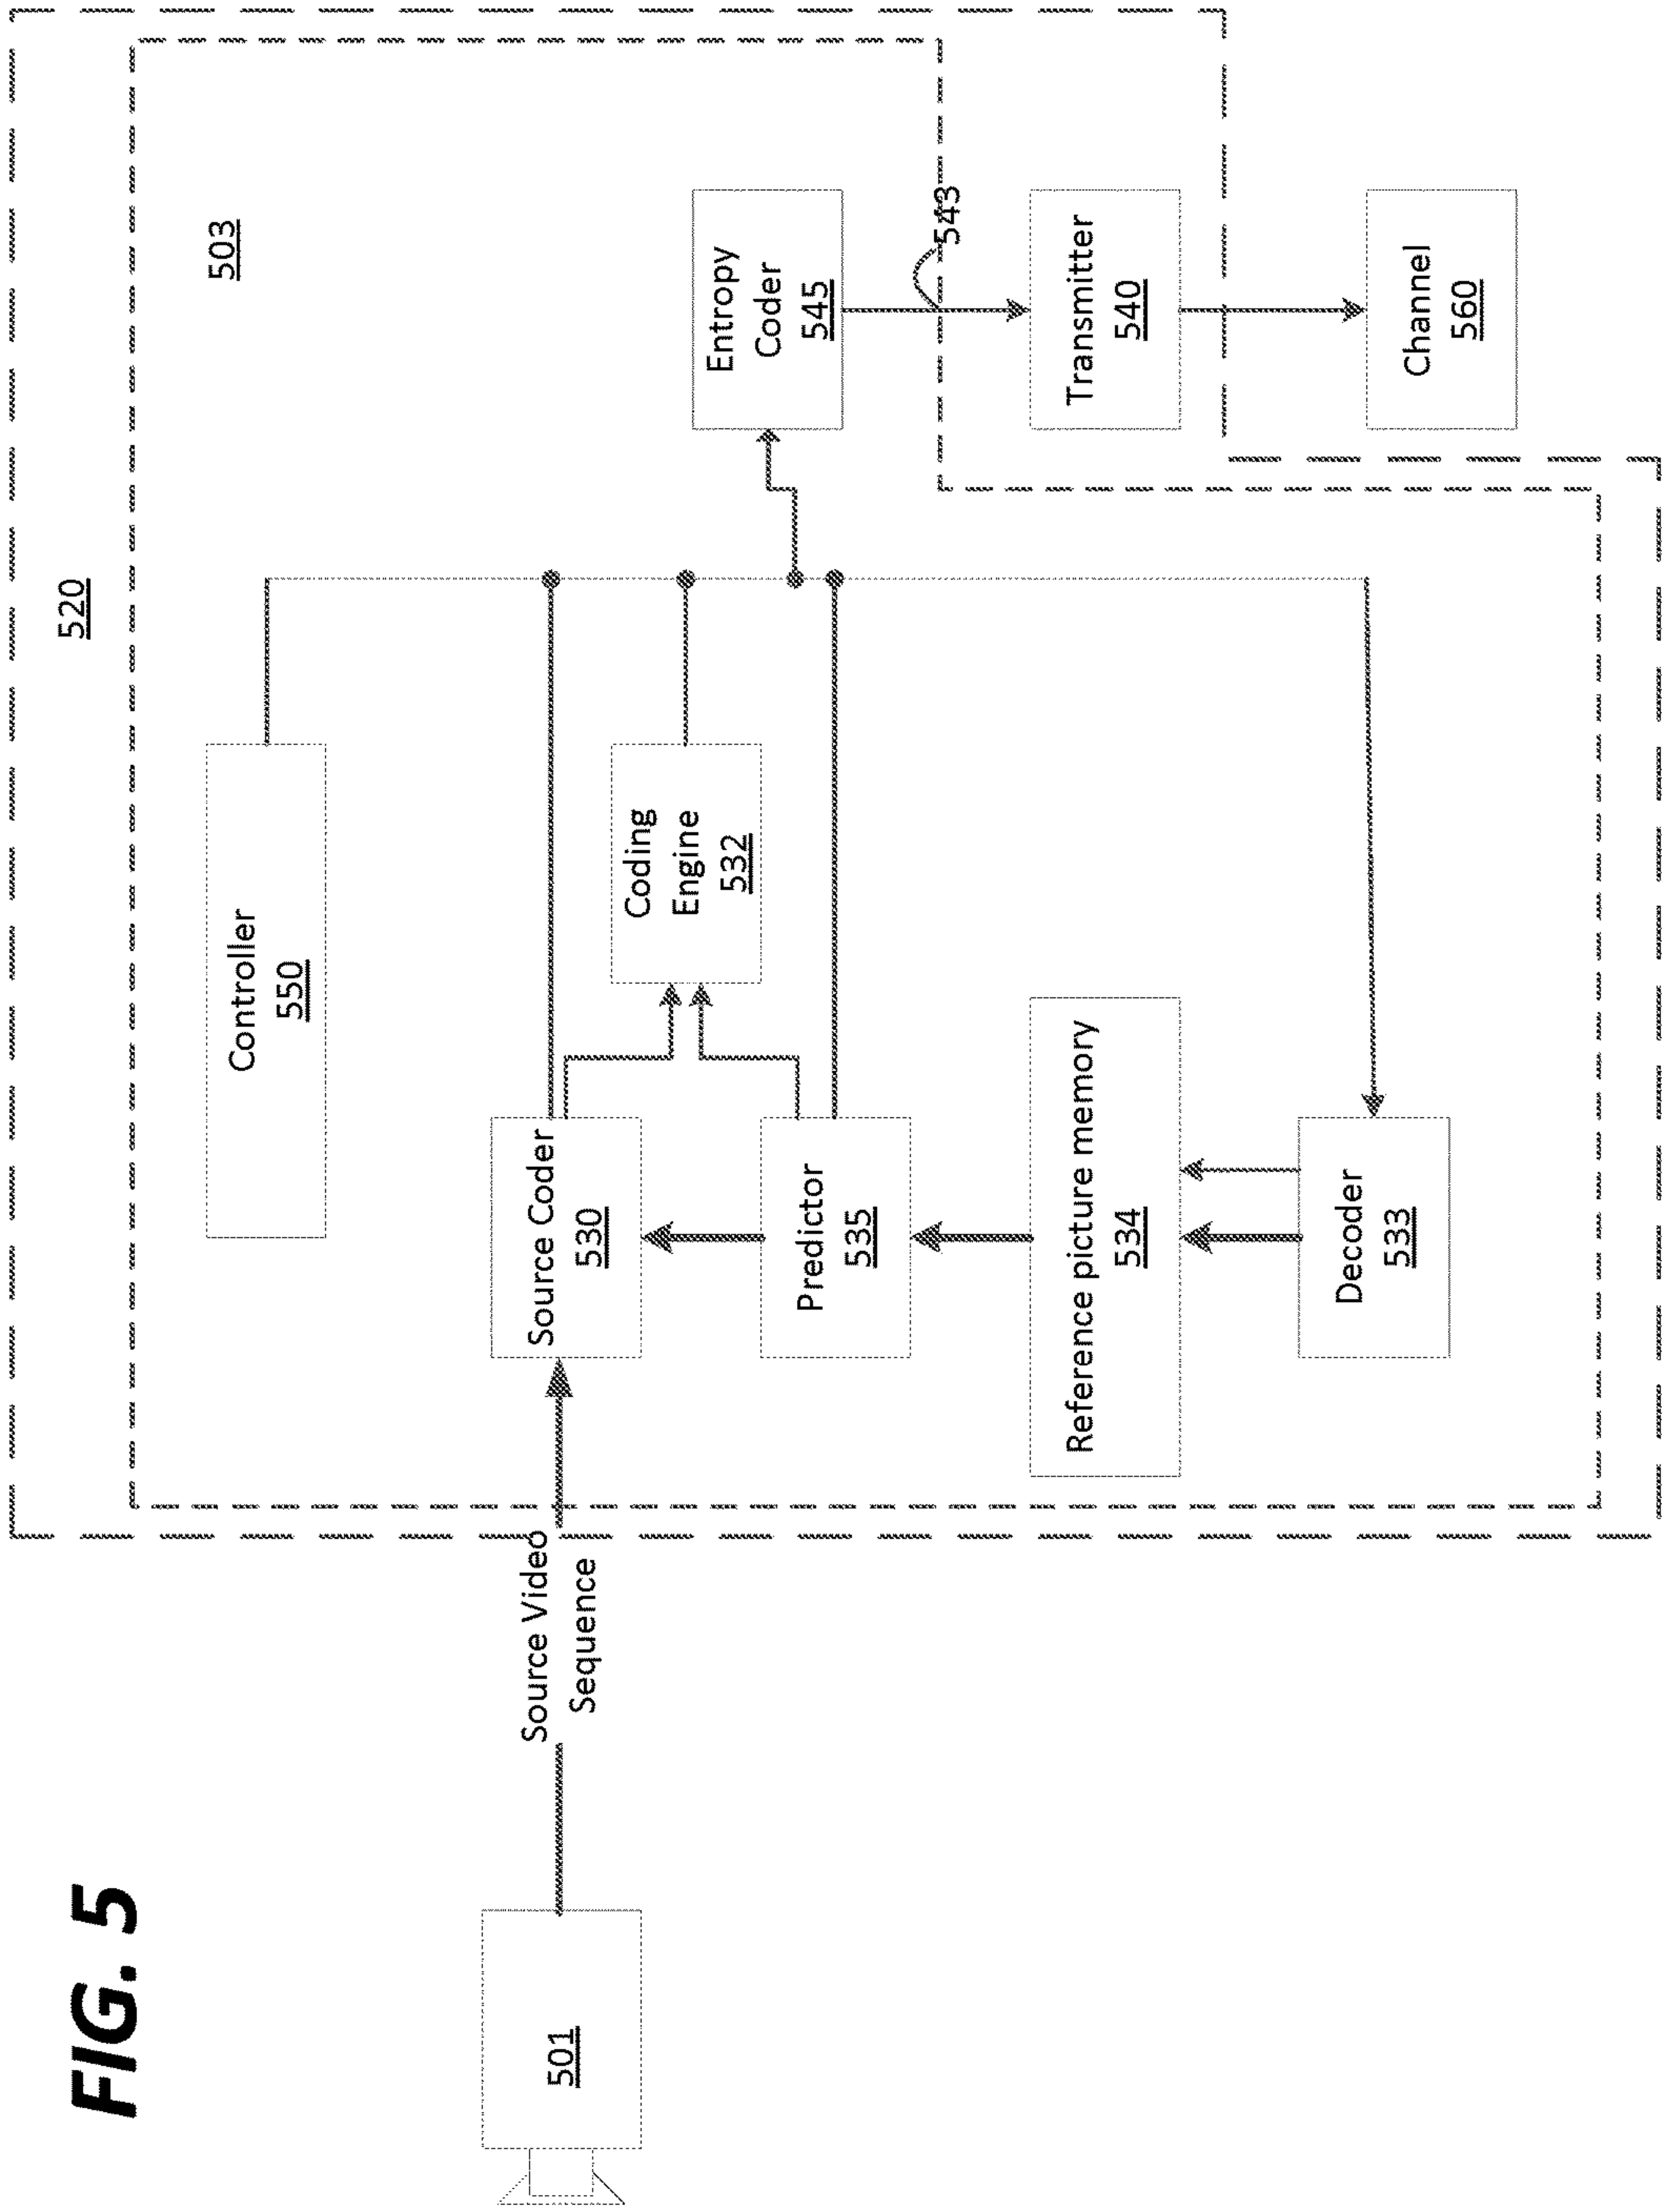 FIG. 5
520
503
Controller
550
501
Source Video
Sequence
Source Coder
530
Coding
Engine
532
Entropy
Coder
545
543
Predictor
535
Reference picture memory
534
Transmitter
540
Decoder
533
Channel
560